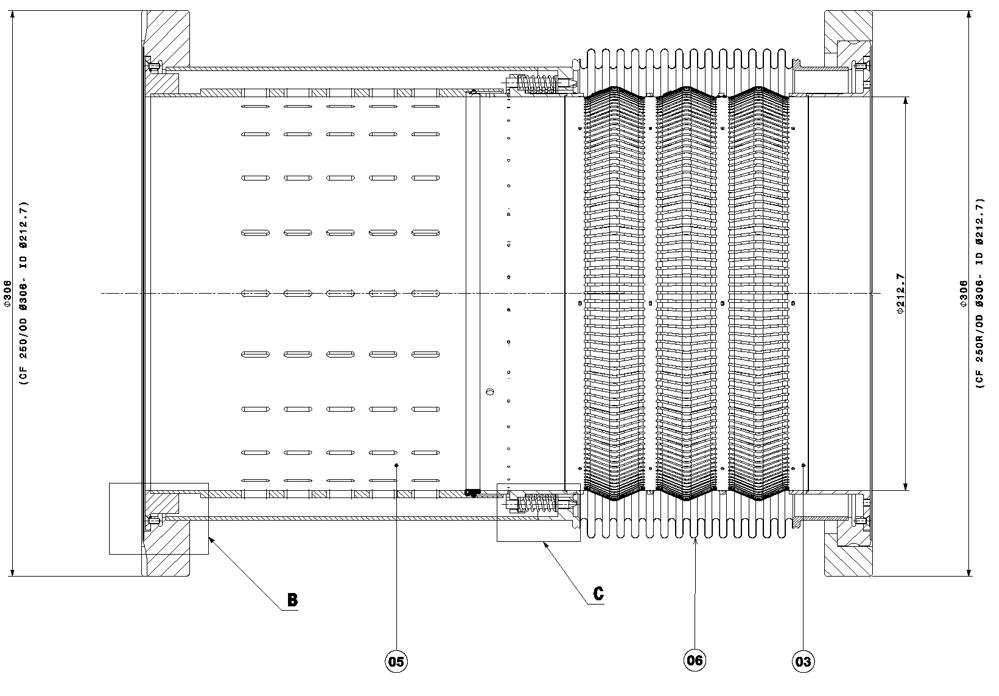 Φ306
(CF 250/OD Ø306- ID Ø212.7)
Φ212.7
Φ306
(CF 250R/OD Ø306- ID Ø212.7)
B
C
05
06
03